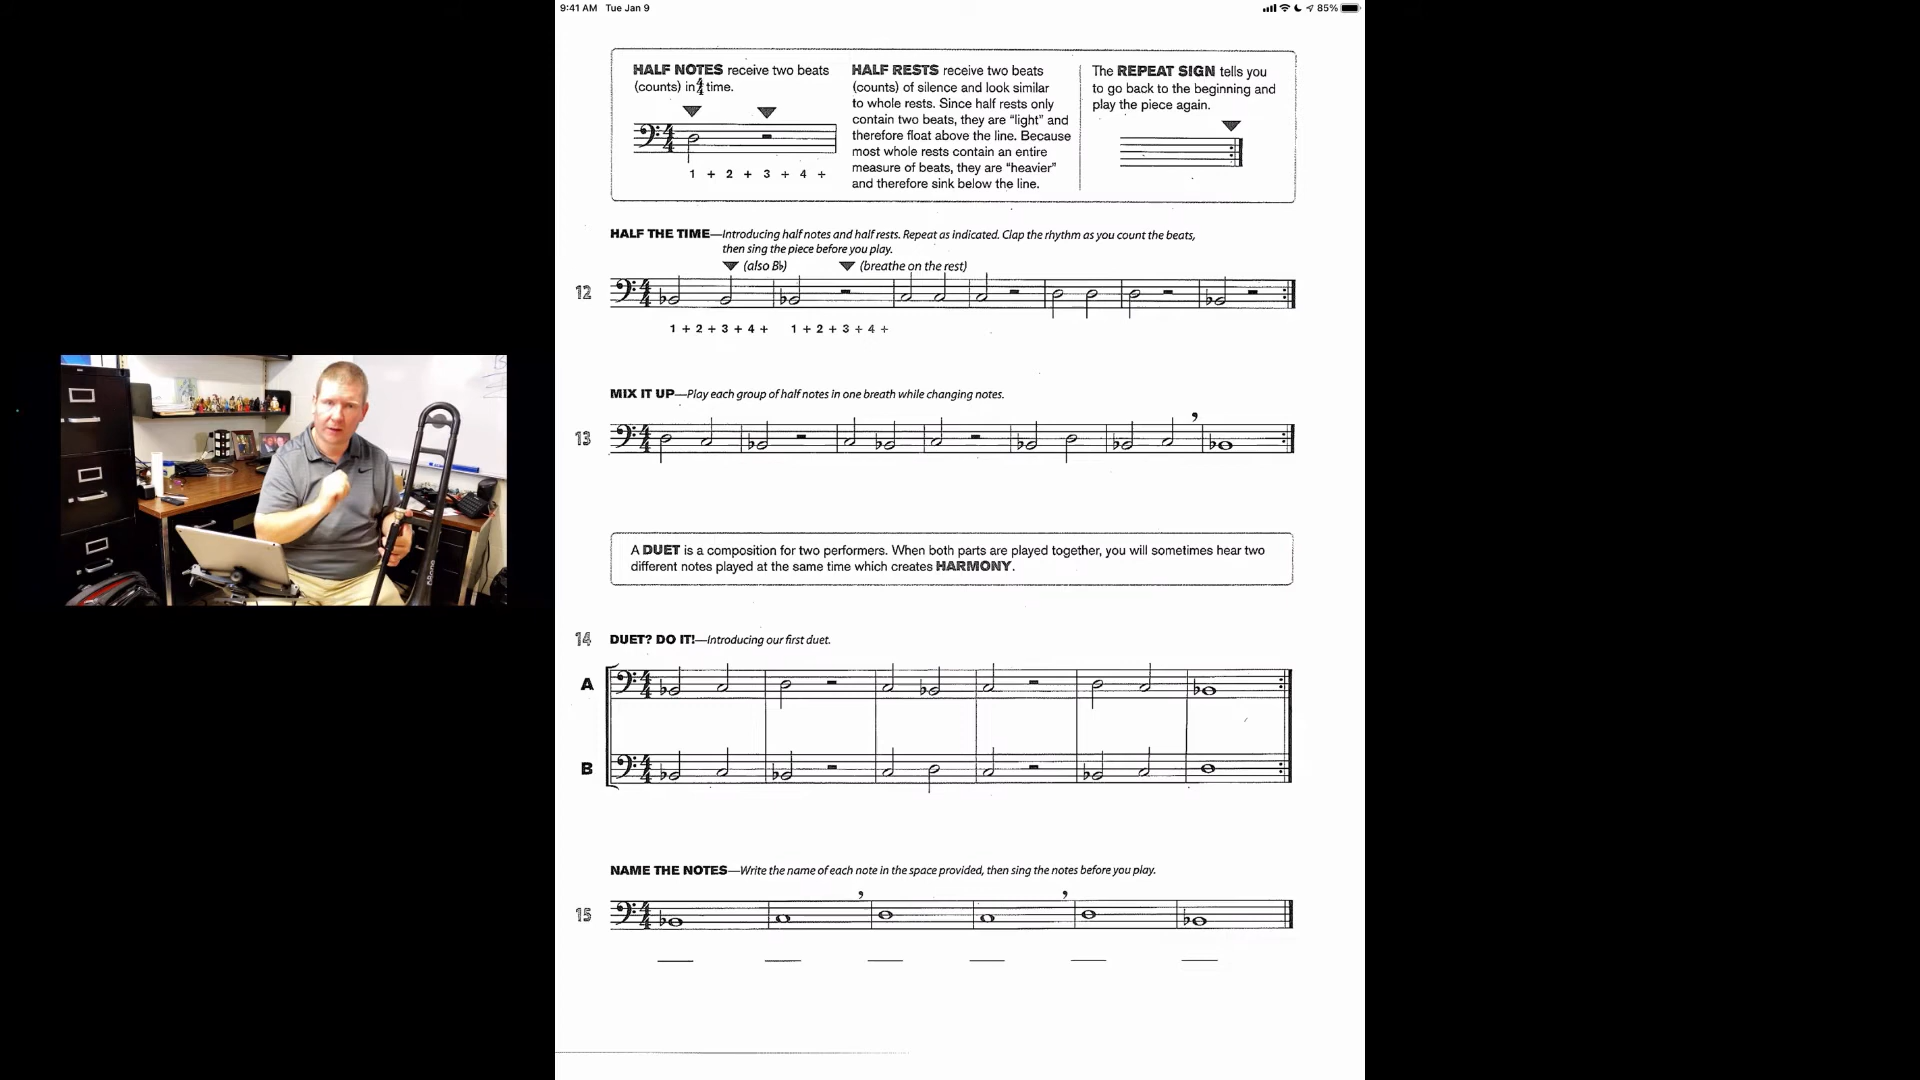 9:41 AM Tue Jan 9
85%
HALF NOTES receive two beats
(counts) in 4/4 time.
1 + 2 + 3 + 4 +
HALF RESTS receive two beats
(counts) of silence and look similar
to whole rests. Since half rests only
contain two beats, they are “light” and
therefore float above the line. Because
most whole rests contain an entire
measure of beats, they are “heavier”
and therefore sink below the line.
The REPEAT SIGN tells you
to go back to the beginning and
play the piece again.
HALF THE TIME—Introducing half notes and half rests. Repeat as indicated. Clap the rhythm as you count the beats,
then sing the piece before you play.
(also B♭) (breathe on the rest)
12
1 + 2 + 3 + 4 + 1 + 2 + 3 + 4 +
MIX IT UP—Play each group of half notes in one breath while changing notes.
13
A DUET is a composition for two performers. When both parts are played together, you will sometimes hear two
different notes played at the same time which creates HARMONY.
14 DUET? DO IT!—Introducing our first duet.
A
B
NAME THE NOTES—Write the name of each note in the space provided, then sing the notes before you play.
15